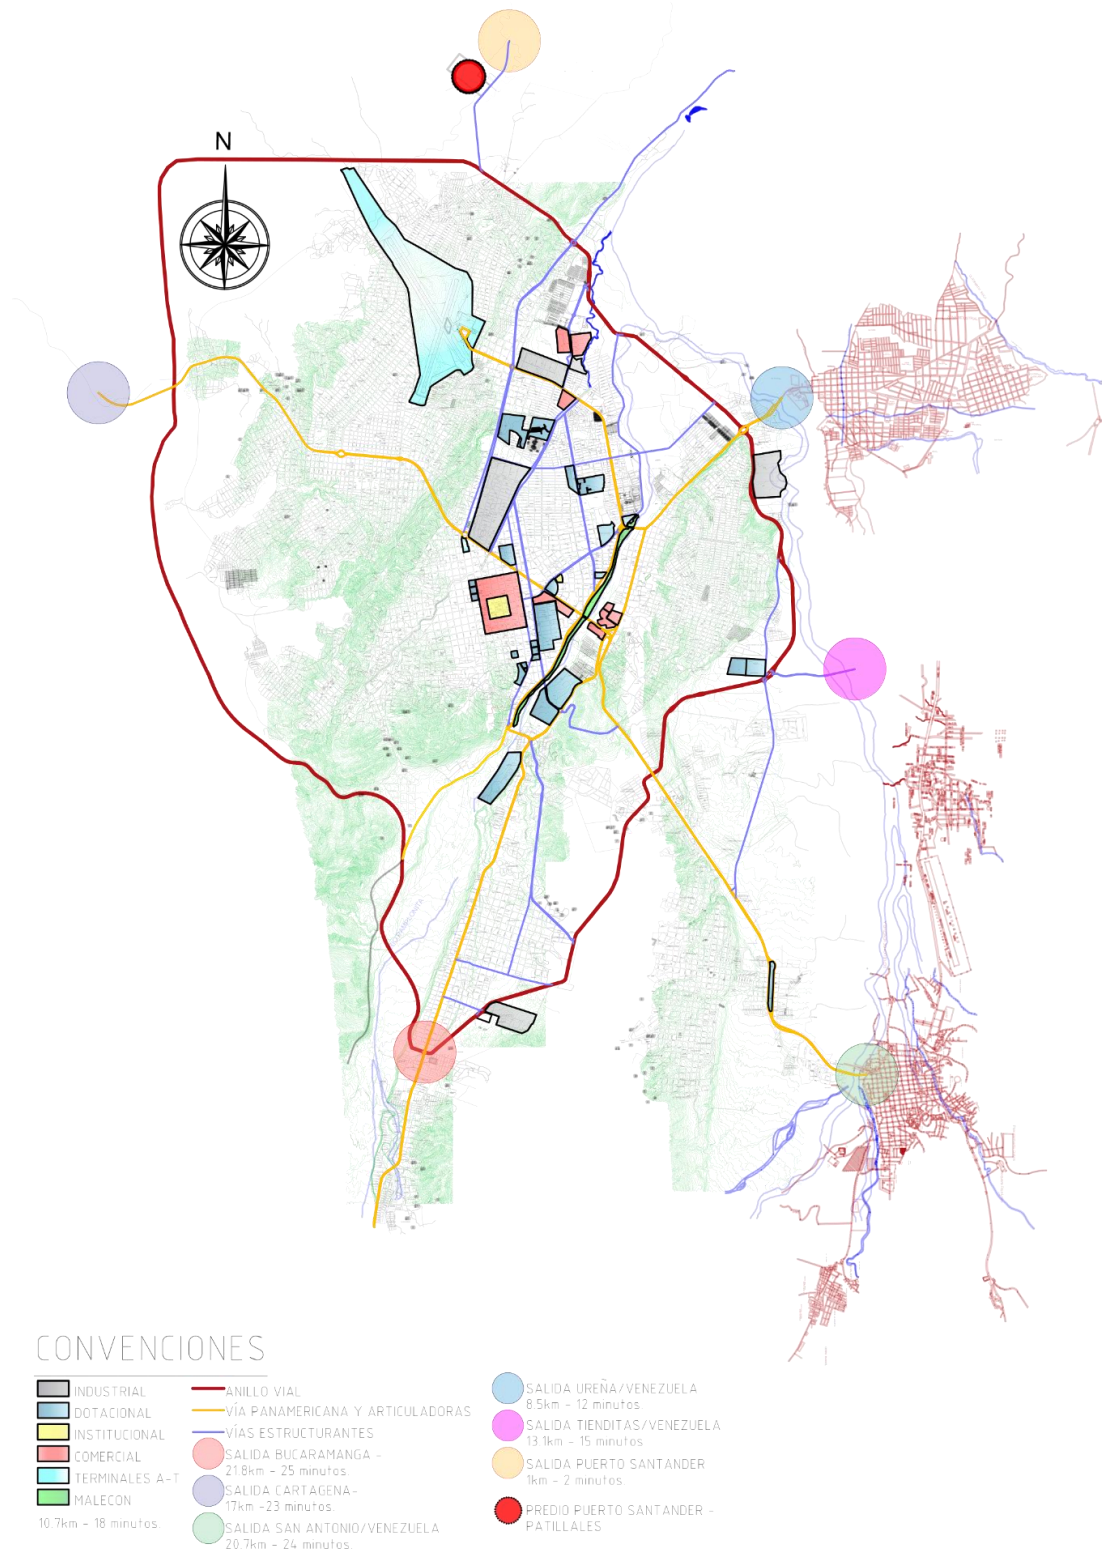 N
CONVENCIONES
INDUSTRIAL
DOTACIONAL
INSTITUCIONAL
COMERCIAL
TERMINALES A-T
MALECON
10.7km - 18 minutos
ANILLO VIAL
VÍA PANAMERICANA Y ARTICULADORAS
VÍAS ESTRUCTURANTES
SALIDA BUCARAMANGA -
21.8km - 25 minutos.
SALIDA CARTAGENA-
17km -23 minutos.
SALIDA SAN ANTONIO/VENEZUELA
20.7km - 24 minutos.
SALIDA UREÑA/VENEZUELA
8.5km - 12 minutos.
SALIDA TIENDITAS/VENEZUELA
13.1km - 15 minutos
SALIDA PUERTO SANTANDER
1km - 2 minutos.
PREDIO PUERTO SANTANDER -
PATILLALES